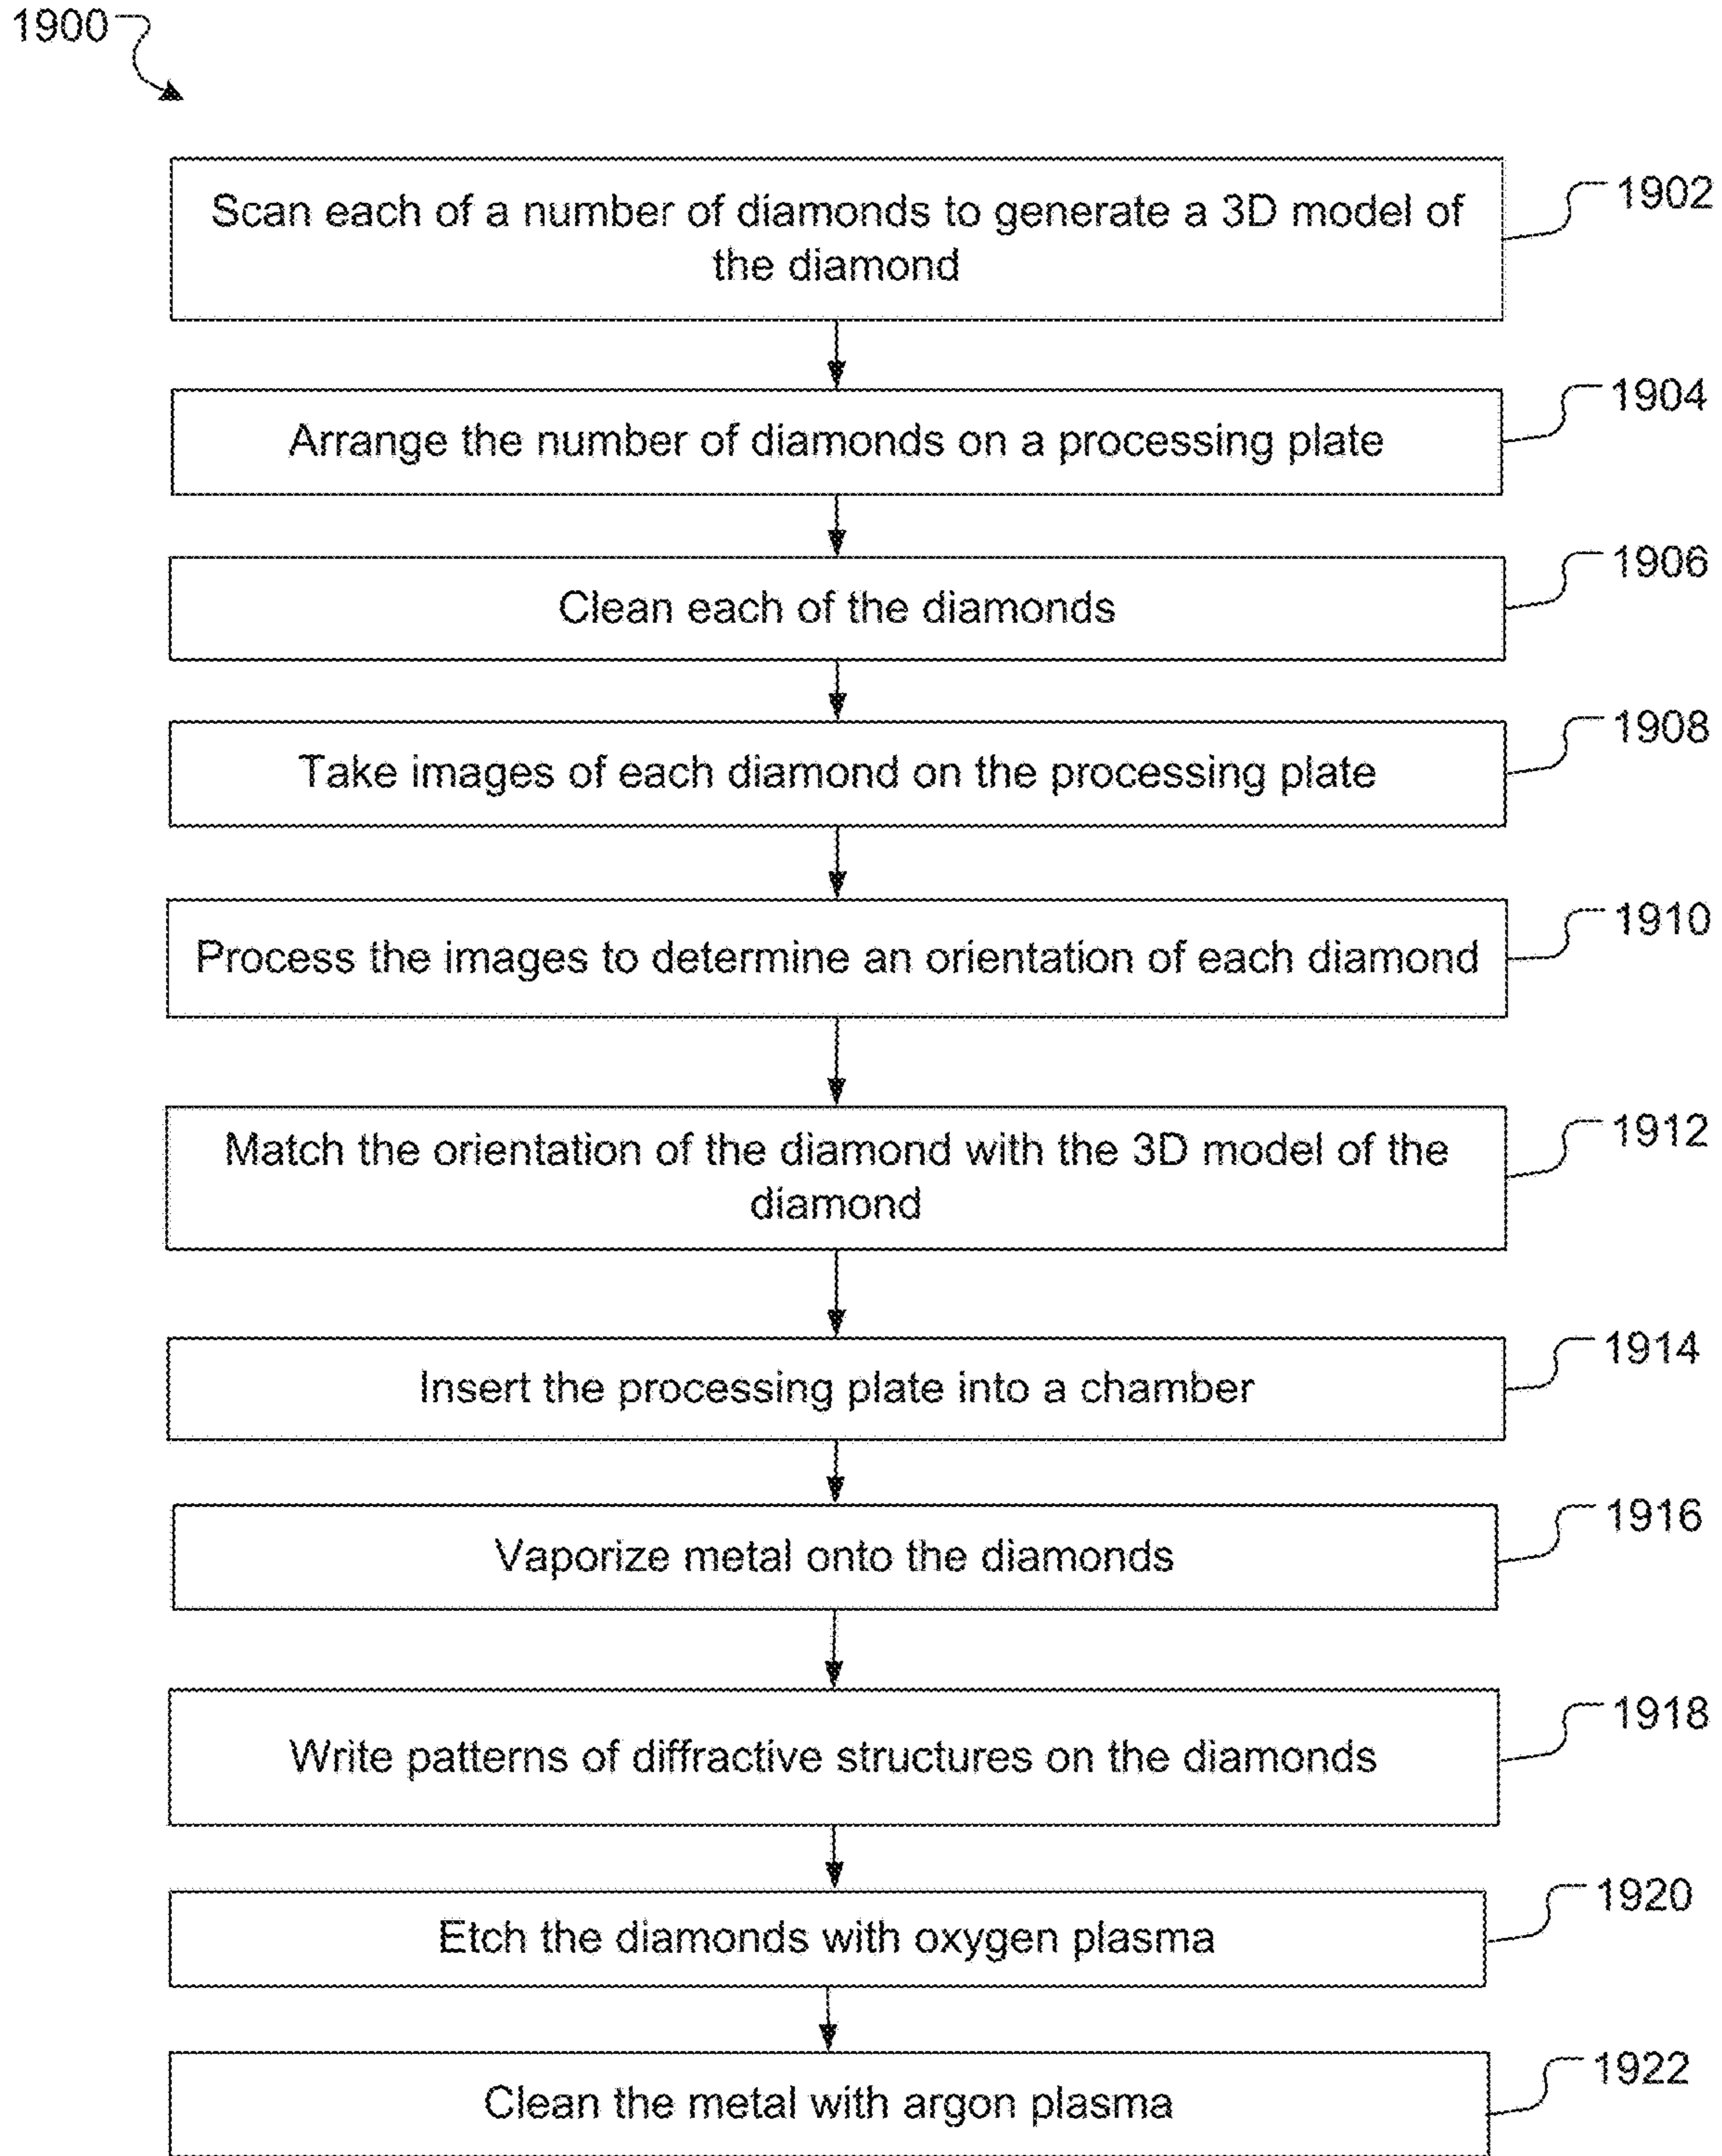 1900
Scan each of a number of diamonds to generate a 3D model of
the diamond
1902
Arrange the number of diamonds on a processing plate
1904
Clean each of the diamonds
1906
Take images of each diamond on the processing plate
1908
Process the images to determine an orientation of each diamond
1910
Match the orientation of the diamond with the 3D model of the
diamond
1912
Insert the processing plate into a chamber
1914
Vaporize metal onto the diamonds
1916
Write patterns of diffractive structures on the diamonds
1918
Etch the diamonds with oxygen plasma
1920
Clean the metal with argon plasma
1922